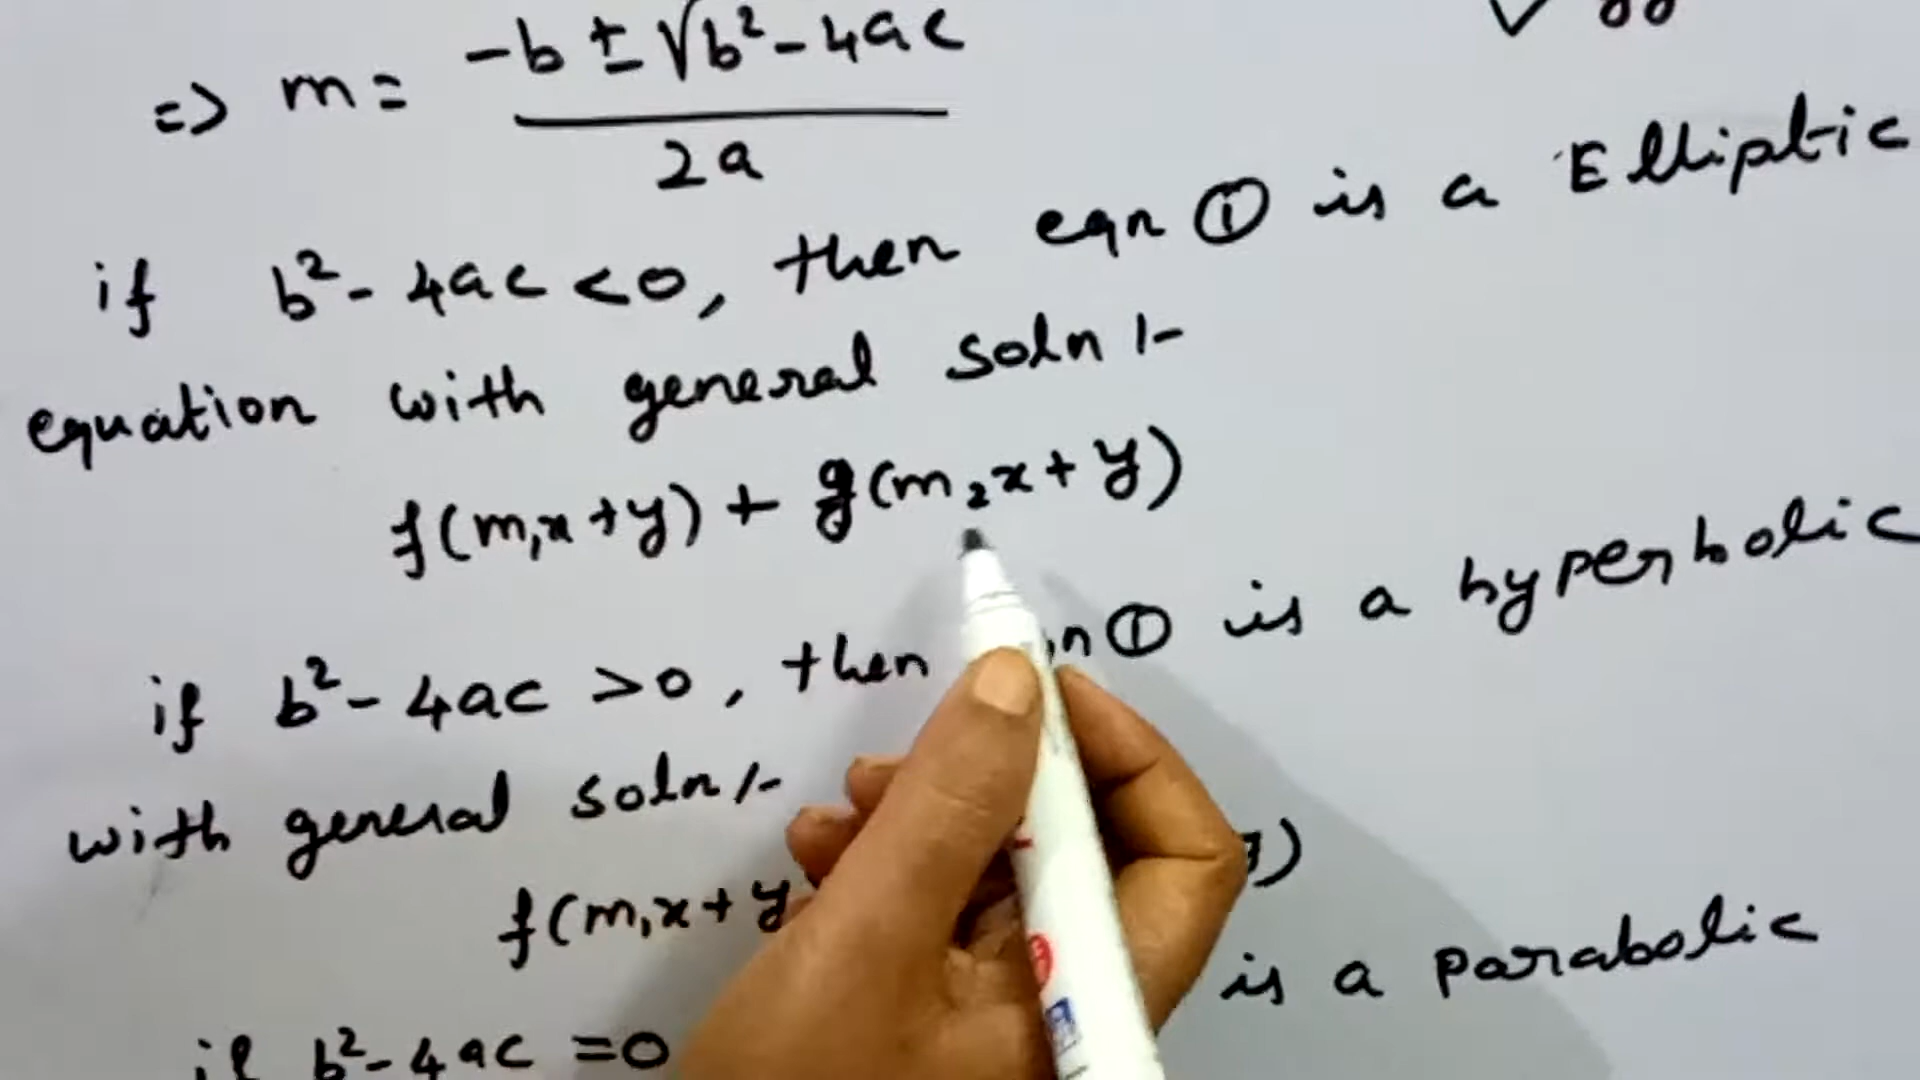 => m = (-b ± √b² - 4ac) / 2a
if b² - 4ac < 0, then eqn ① is a Elliptic
equation with general soln :-
f(m₁x + y) + g(m₂x + y)
if b² - 4ac > 0, then ① is a hyperbolic
with general soln :-
f(m₁x + y
if b² - 4ac = 0 is a parabolic